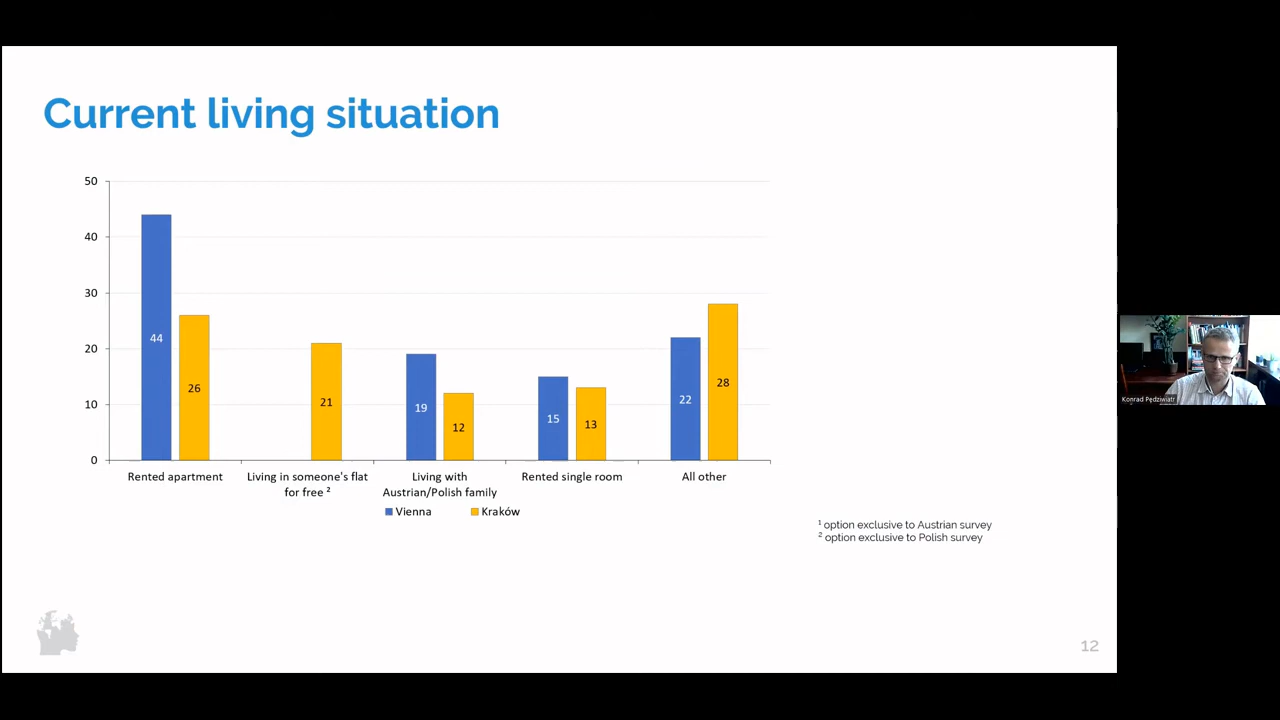 Current living situation
50
40
30
20
10
0
44
26
21
19
12
15
13
22
28
Rented apartment
Living in someone's flat
for free ²
Living with
Austrian/Polish family
Rented single room
All other
Vienna
Kraków
¹ option exclusive to Austrian survey
² option exclusive to Polish survey
12
Konrad Pędziwiatr